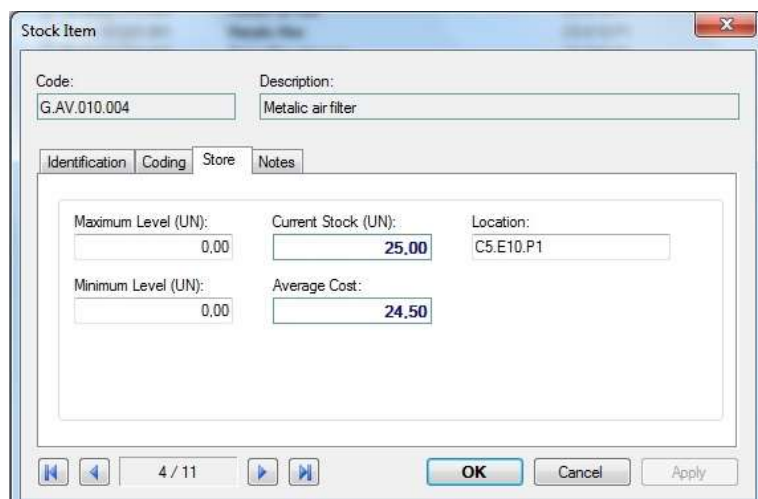 Stock Item
Code: Description:
G.AV.010.004 Metalic air filter
Identification Coding Store Notes
Maximum Level (UN): Current Stock (UN): Location:
0,00 25,00 C5.E10.P1
Minimum Level (UN): Average Cost:
0,00 24,50
4 / 11 OK Cancel Apply